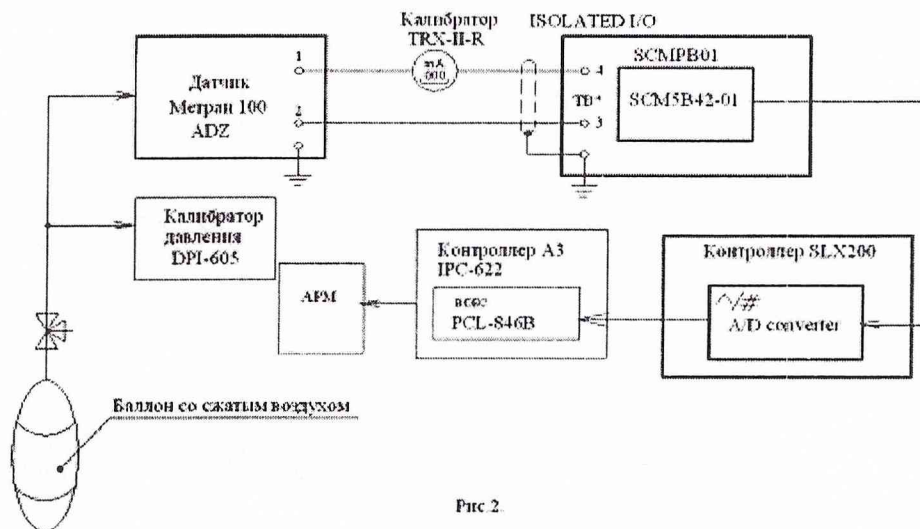 Калибратор
TRX-II-R
ISOLATED I/O
SCMPB01
Датчик
Метран 100
ADZ
1
2
mA
000
4
TB*
3
SCM5B42-01
Калибратор
давления
DPI-605
АРМ
Контроллер А3
IPC-622
PCL-846B
Контроллер SLX200
^/#
A/D converter
Баллон со сжатым воздухом
Рис.2.